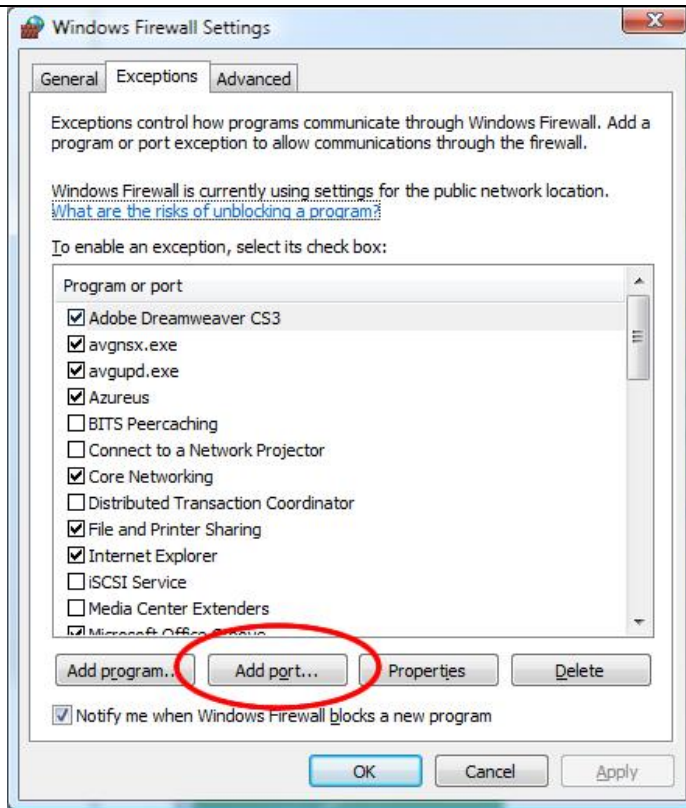 Windows Firewall Settings
General Exceptions Advanced
Exceptions control how programs communicate through Windows Firewall. Add a
program or port exception to allow communications through the firewall.
Windows Firewall is currently using settings for the public network location.
What are the risks of unblocking a program?
To enable an exception, select its check box:
Program or port
Adobe Dreamweaver CS3
avgnsx.exe
avgupd.exe
Azureus
BITS Peercaching
Connect to a Network Projector
Core Networking
Distributed Transaction Coordinator
File and Printer Sharing
Internet Explorer
iSCSI Service
Media Center Extenders
Microsoft Office Groove
Add program... Add port... Properties Delete
Notify me when Windows Firewall blocks a new program
OK Cancel Apply